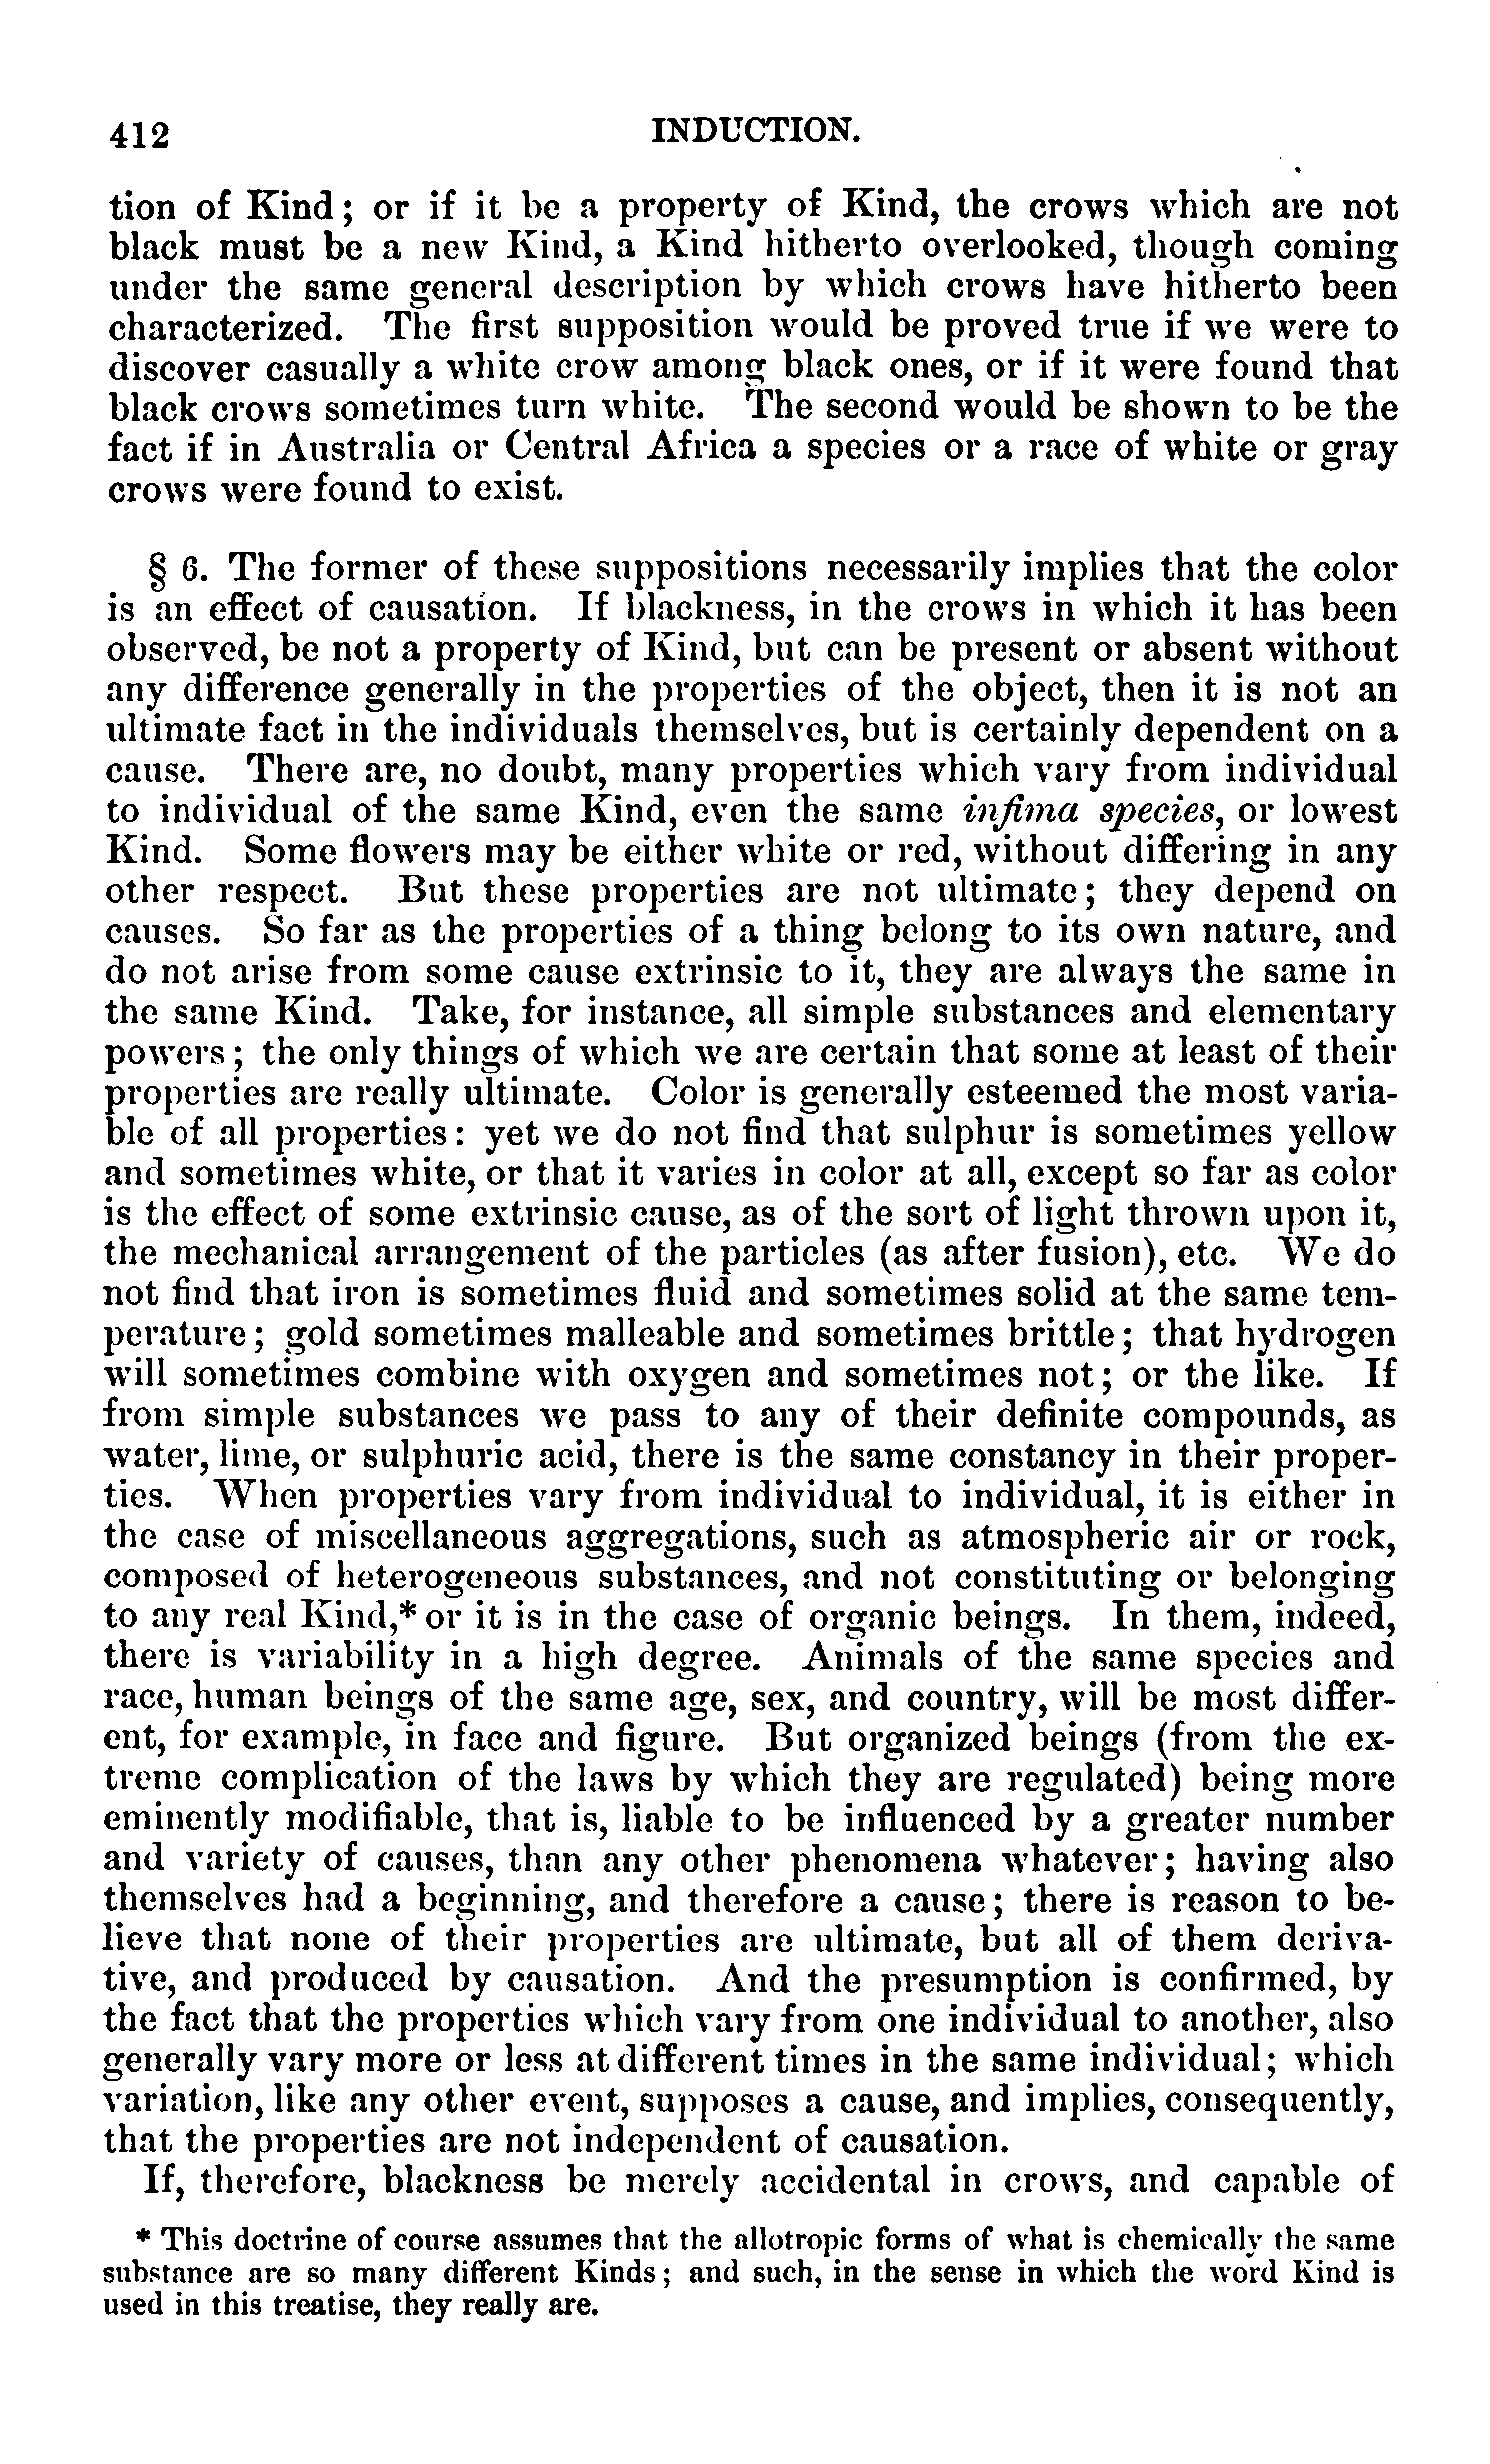 412 INDUCTION.
tion of Kind; or if it be a property of Kind, the crows which are not
black must be a new Kind, a Kind hitherto overlooked, though coming
under the same general description by which crows have hitherto been
characterized. The first supposition would be proved true if we were to
discover casually a white crow among black ones, or if it were found that
black crows sometimes turn white. The second would be shown to be the
fact if in Australia or Central Africa a species or a race of white or gray
crows were found to exist.
§ 6. The former of these suppositions necessarily implies that the color
is an effect of causation. If blackness, in the crows in which it has been
observed, be not a property of Kind, but can be present or absent without
any difference generally in the properties of the object, then it is not an
ultimate fact in the individuals themselves, but is certainly dependent on a
cause. There are, no doubt, many properties which vary from individual
to individual of the same Kind, even the same infima species, or lowest
Kind. Some flowers may be either white or red, without differing in any
other respect. But these properties are not ultimate; they depend on
causes. So far as the properties of a thing belong to its own nature, and
do not arise from some cause extrinsic to it, they are always the same in
the same Kind. Take, for instance, all simple substances and elementary
powers; the only things of which we are certain that some at least of their
properties are really ultimate. Color is generally esteemed the most varia-
ble of all properties: yet we do not find that sulphur is sometimes yellow
and sometimes white, or that it varies in color at all, except so far as color
is the effect of some extrinsic cause, as of the sort of light thrown upon it,
the mechanical arrangement of the particles (as after fusion), etc. We do
not find that iron is sometimes fluid and sometimes solid at the same tem-
perature; gold sometimes malleable and sometimes brittle; that hydrogen
will sometimes combine with oxygen and sometimes not; or the like. If
from simple substances we pass to any of their definite compounds, as
water, lime, or sulphuric acid, there is the same constancy in their proper-
ties. When properties vary from individual to individual, it is either in
the case of miscellaneous aggregations, such as atmospheric air or rock,
composed of heterogeneous substances, and not constituting or belonging
to any real Kind,* or it is in the case of organic beings. In them, indeed,
there is variability in a high degree. Animals of the same species and
race, human beings of the same age, sex, and country, will be most differ-
ent, for example, in face and figure. But organized beings (from the ex-
treme complication of the laws by which they are regulated) being more
eminently modifiable, that is, liable to be influenced by a greater number
and variety of causes, than any other phenomena whatever; having also
themselves had a beginning, and therefore a cause; there is reason to be-
lieve that none of their properties are ultimate, but all of them deriva-
tive, and produced by causation. And the presumption is confirmed, by
the fact that the properties which vary from one individual to another, also
generally vary more or less at different times in the same individual; which
variation, like any other event, supposes a cause, and implies, consequently,
that the properties are not independent of causation.
If, therefore, blackness be merely accidental in crows, and capable of
* This doctrine of course assumes that the allotropic forms of what is chemically the same
substance are so many different Kinds; and such, in the sense in which the word Kind is
used in this treatise, they really are.